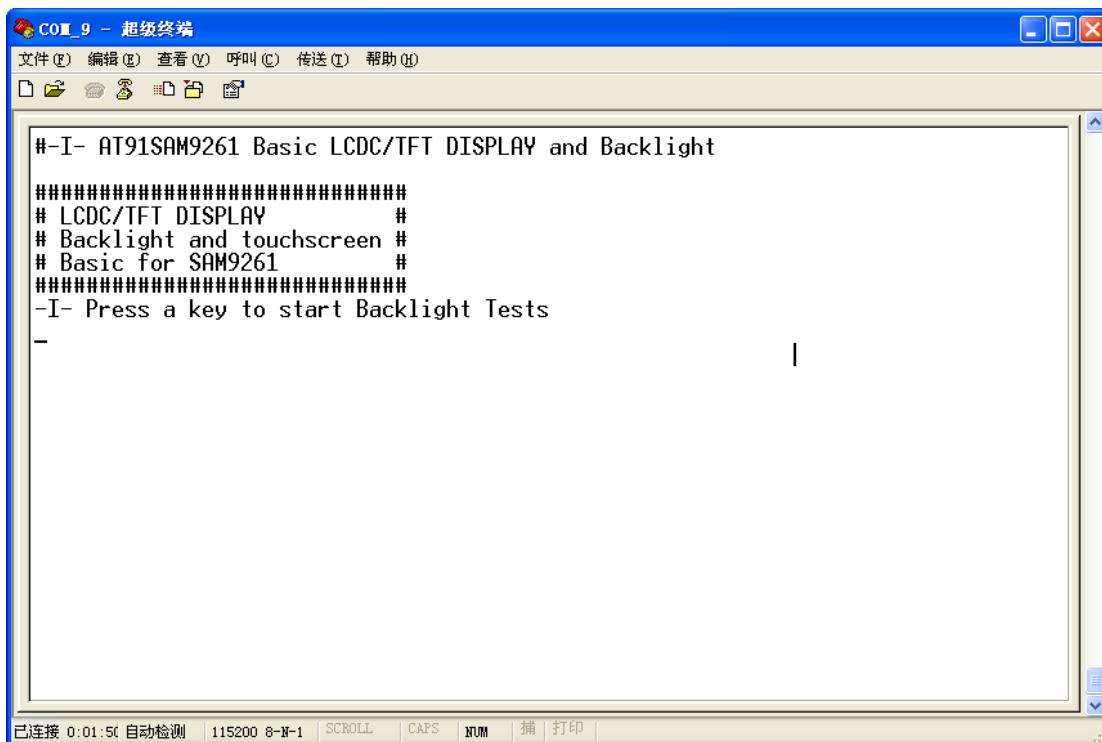 COM_9 - 超级终端
文件(F) 编辑(E) 查看(V) 呼叫(C) 传送(T) 帮助(H)
#-I- AT91SAM9261 Basic LCDC/TFT DISPLAY and Backlight
#############################
# LCDC/TFT DISPLAY          #
# Backlight and touchscreen #
# Basic for SAM9261         #
#############################
-I- Press a key to start Backlight Tests
_
已连接 0:01:50 自动检测 115200 8-N-1 SCROLL CAPS NUM 捕 打印